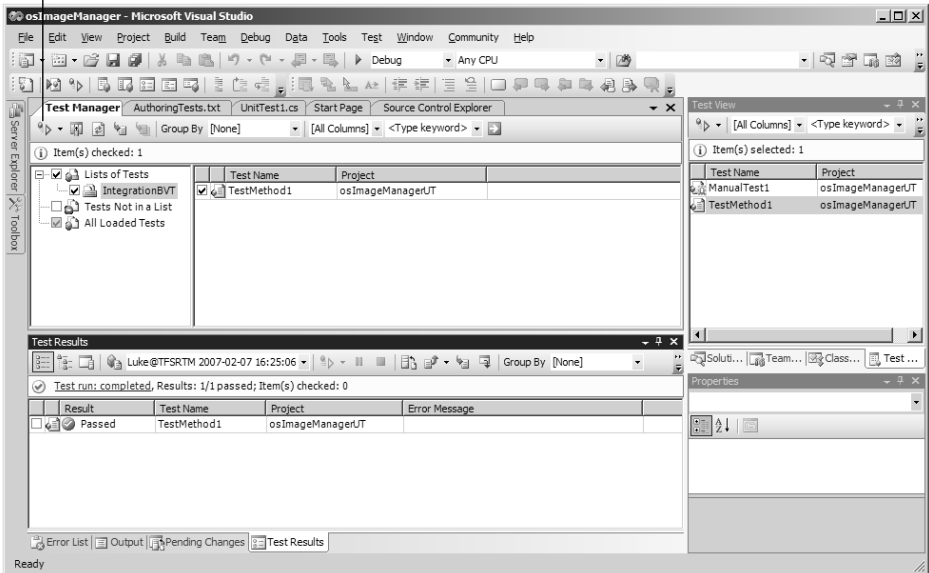 osImageManager - Microsoft Visual Studio
File Edit View Project Build Team Debug Data Tools Test Window Community Help
Debug Any CPU
Server Explorer
Toolbox
Test Manager AuthoringTests.txt UnitTest1.cs Start Page Source Control Explorer
Group By [None] [All Columns] <Type keyword>
Item(s) checked: 1
Lists of Tests
IntegrationBVT
Tests Not in a List
All Loaded Tests
Test Name Project
TestMethod1 osImageManagerUT
Test View
[All Columns] <Type keyword>
Item(s) selected: 1
Test Name Project
ManualTest1 osImageManagerUT
TestMethod1 osImageManagerUT
Soluti... Team... Class... Test ...
Properties
Test Results
Luke@TFSRTM 2007-02-07 16:25:06 Group By [None]
Test run: completed, Results: 1/1 passed; Item(s) checked: 0
Result Test Name Project Error Message
Passed TestMethod1 osImageManagerUT
Error List Output Pending Changes Test Results
Ready